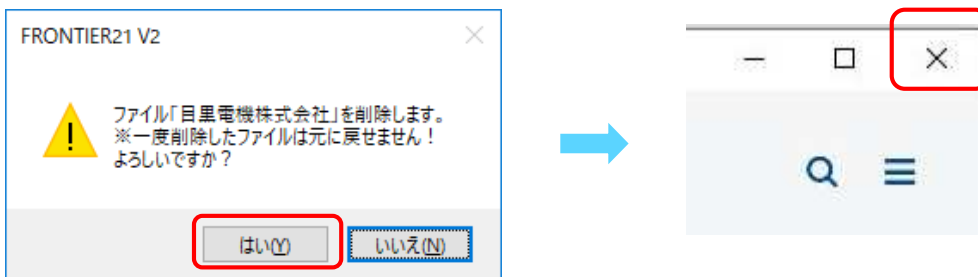 FRONTIER21 V2
ファイル「目黒電機株式会社」を削除します。
※一度削除したファイルは元に戻せません！
よろしいですか？
はい(Y)
いいえ(N)